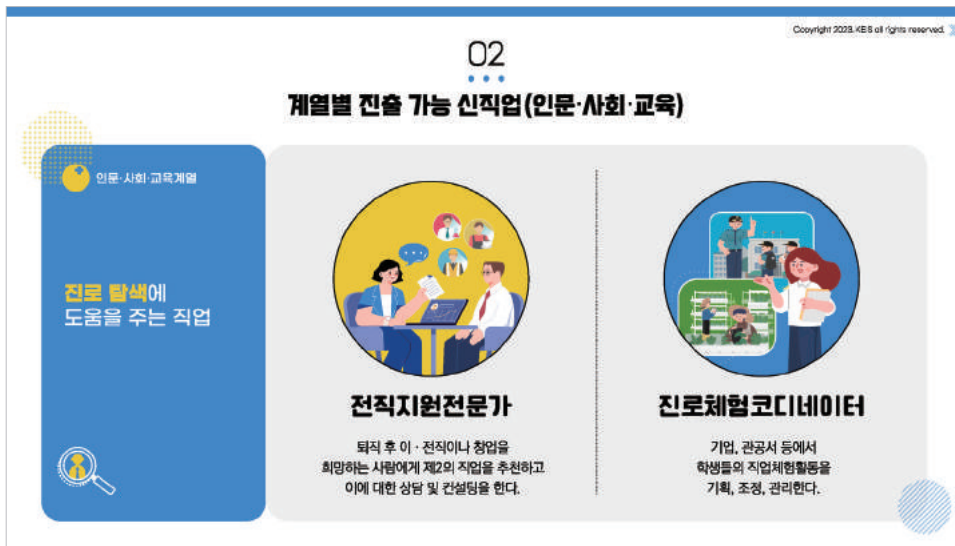 Copyright 2023.KEIS all rights reserved.
02
계열별 진출 가능 신직업(인문·사회·교육)
인문·사회·교육계열
진로 탐색에
도움을 주는 직업
전직지원전문가
퇴직 후 이·전직이나 창업을
희망하는 사람에게 제2의 직업을 추천하고
이에 대한 상담 및 컨설팅을 한다.
진로체험코디네이터
기업, 관공서 등에서
학생들의 직업체험활동을
기획, 조정, 관리한다.